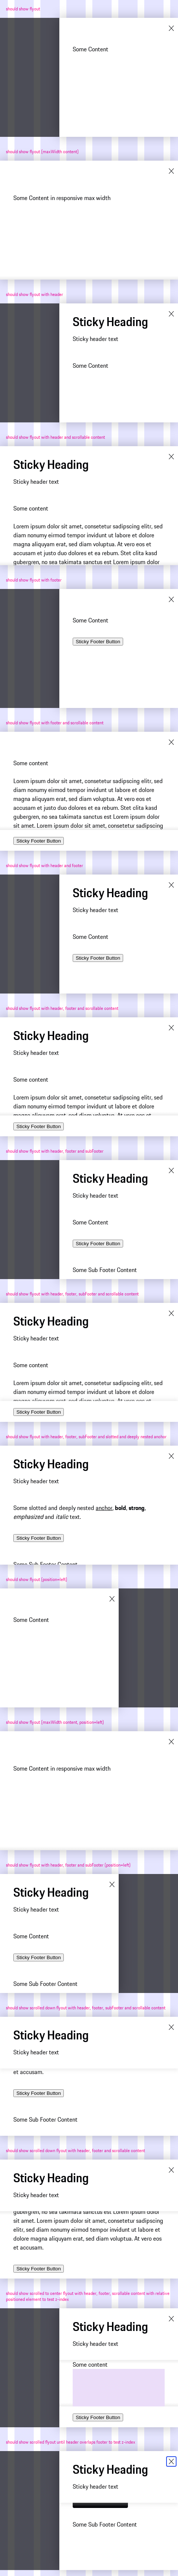 should show flyout
Some Content
should show flyout (maxWidth content)
Some Content in responsive max width
should show flyout with header
Sticky Heading
Sticky header text
Some Content
should show flyout with header and scrollable content
Sticky Heading
Sticky header text
Some content
Lorem ipsum dolor sit amet, consetetur sadipscing elitr, sed
diam nonumy eirmod tempor invidunt ut labore et dolore
magna aliquyam erat, sed diam voluptua. At vero eos et
accusam et justo duo dolores et ea rebum. Stet clita kasd
gubergren, no sea takimata sanctus est Lorem ipsum dolor
should show flyout with footer
Some Content
Sticky Footer Button
should show flyout with footer and scrollable content
Some content
Lorem ipsum dolor sit amet, consetetur sadipscing elitr, sed
diam nonumy eirmod tempor invidunt ut labore et dolore
magna aliquyam erat, sed diam voluptua. At vero eos et
accusam et justo duo dolores et ea rebum. Stet clita kasd
gubergren, no sea takimata sanctus est Lorem ipsum dolor
sit amet. Lorem ipsum dolor sit amet, consetetur sadipscing
Sticky Footer Button
should show flyout with header and footer
Sticky Heading
Sticky header text
Some Content
Sticky Footer Button
should show flyout with header, footer and scrollable content
Sticky Heading
Sticky header text
Some content
Lorem ipsum dolor sit amet, consetetur sadipscing elitr, sed
diam nonumy eirmod tempor invidunt ut labore et dolore
magna aliquyam erat, sed diam voluptua. At vero eos et
Sticky Footer Button
should show flyout with header, footer and subFooter
Sticky Heading
Sticky header text
Some Content
Sticky Footer Button
Some Sub Footer Content
should show flyout with header, footer, subFooter and scrollable content
Sticky Heading
Sticky header text
Some content
Lorem ipsum dolor sit amet, consetetur sadipscing elitr, sed
diam nonumy eirmod tempor invidunt ut labore et dolore
magna aliquyam erat, sed diam voluptua. At vero eos et
Sticky Footer Button
should show flyout with header, footer, subFooter and slotted and deeply nested anchor
Sticky Heading
Sticky header text
Some slotted and deeply nested anchor, bold, strong,
emphasized and italic text.
Sticky Footer Button
Some Sub Footer Content
should show flyout (position=left)
Some Content
should show flyout (maxWidth content, position=left)
Some Content in responsive max width
should show flyout with header, footer and subFooter (position=left)
Sticky Heading
Sticky header text
Some Content
Sticky Footer Button
Some Sub Footer Content
should show scrolled down flyout with header, footer, subFooter and scrollable content
Sticky Heading
Sticky header text
et accusam.
Sticky Footer Button
Some Sub Footer Content
should show scrolled down flyout with header, footer and scrollable content
Sticky Heading
Sticky header text
gubergren, no sea takimata sanctus est Lorem ipsum dolor
sit amet. Lorem ipsum dolor sit amet, consetetur sadipscing
elitr, sed diam nonumy eirmod tempor invidunt ut labore et
dolore magna aliquyam erat, sed diam voluptua. At vero eos
et accusam.
Sticky Footer Button
should show scrolled to center flyout with header, footer, scrollable content with relative
positioned element to test z-index
Sticky Heading
Sticky header text
Some content
Sticky Footer Button
should show scrolled flyout until header overlaps footer to test z-index
Sticky Heading
Sticky header text
Some Sub Footer Content